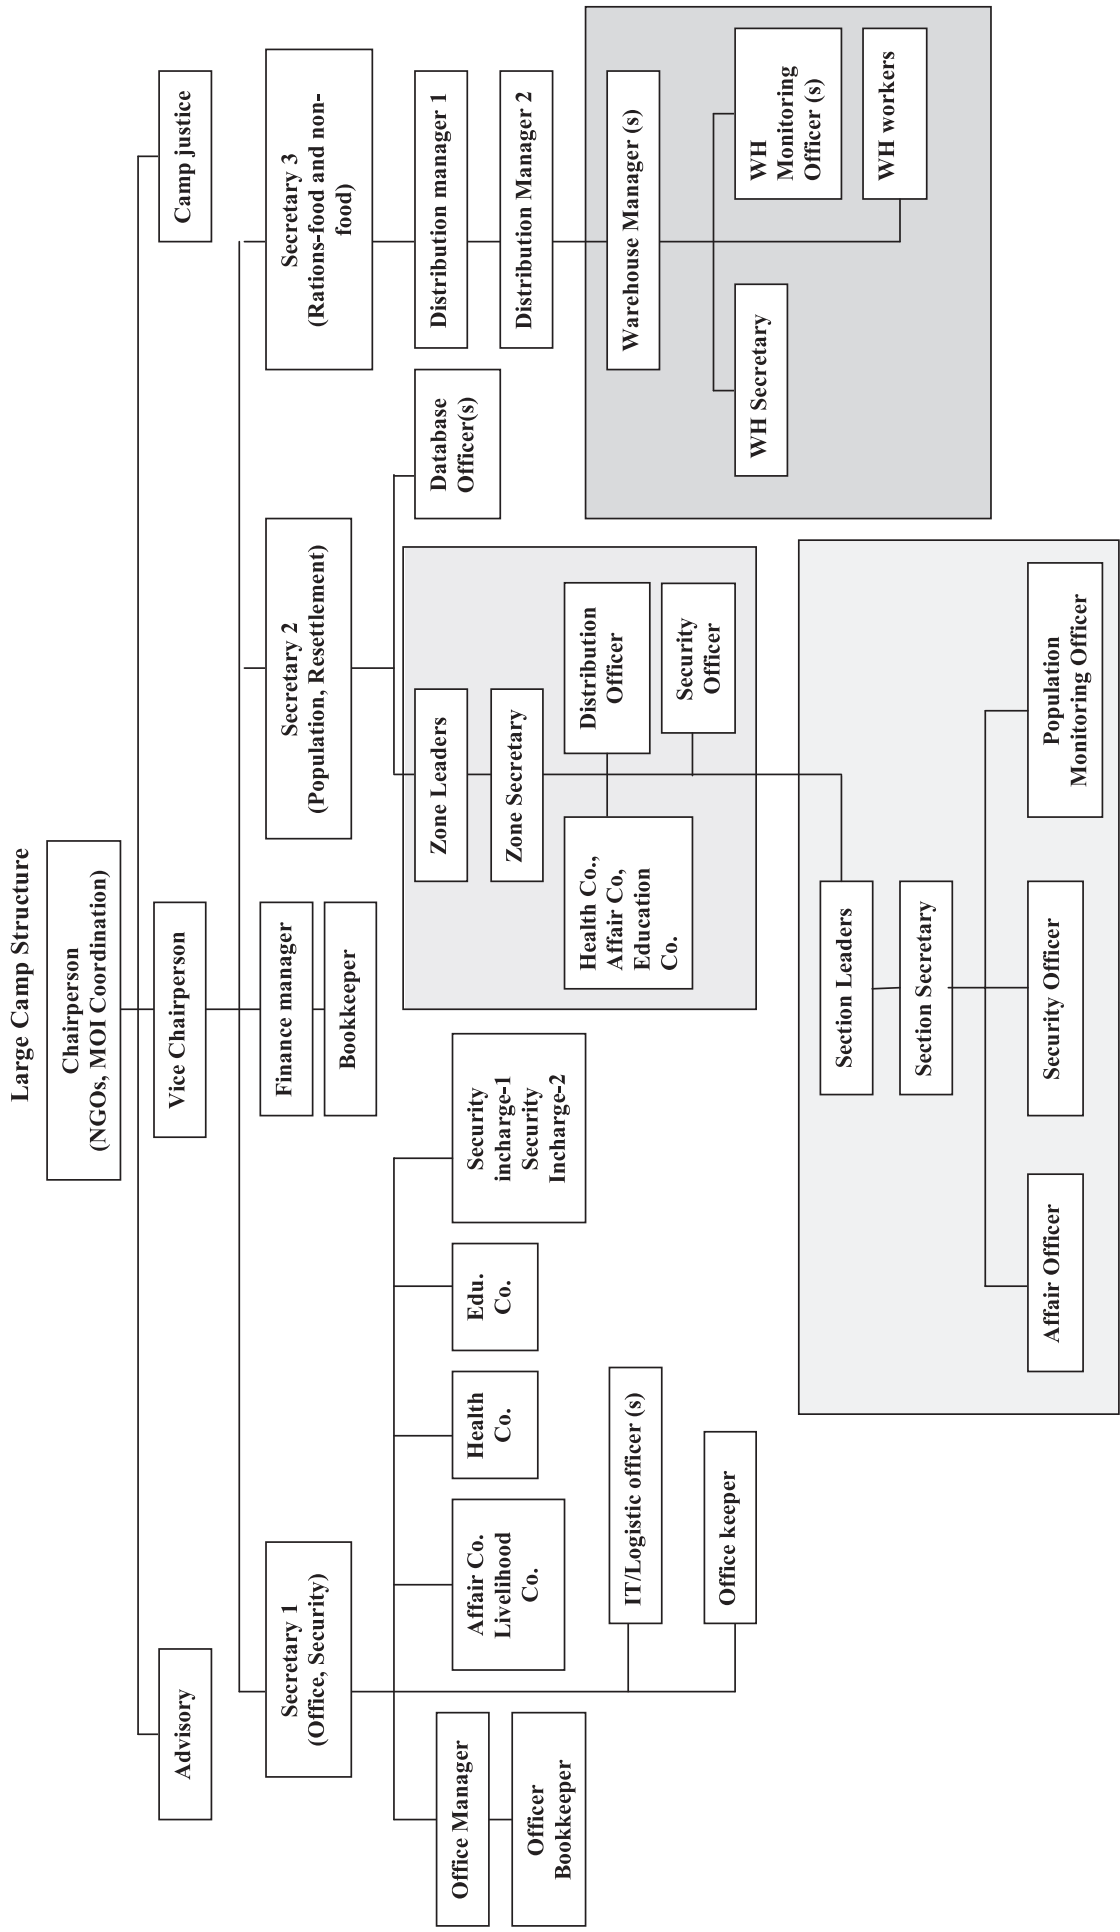 Large Camp Structure
Chairperson
(NGOs, MOI Coordination)
Advisory
Vice Chairperson
Camp justice
Secretary 1
(Office, Security)
Finance manager
Bookkeeper
Secretary 2
(Population, Resettlement)
Secretary 3
(Rations-food and non-
food)
Office Manager
Officer
Bookkeeper
Affair Co.
Livelihood
Co.
Health
Co.
Edu.
Co.
Security
incharge-1
Security
Incharge-2
IT/Logistic officer (s)
Office keeper
Zone Leaders
Zone Secretary
Health Co.,
Affair Co,
Education
Co.
Distribution
Officer
Security
Officer
Database
Officer(s)
Distribution manager 1
Distribution Manager 2
Warehouse Manager (s)
WH Secretary
WH
Monitoring
Officer (s)
WH workers
Section Leaders
Section Secretary
Affair Officer
Security Officer
Population
Monitoring Officer